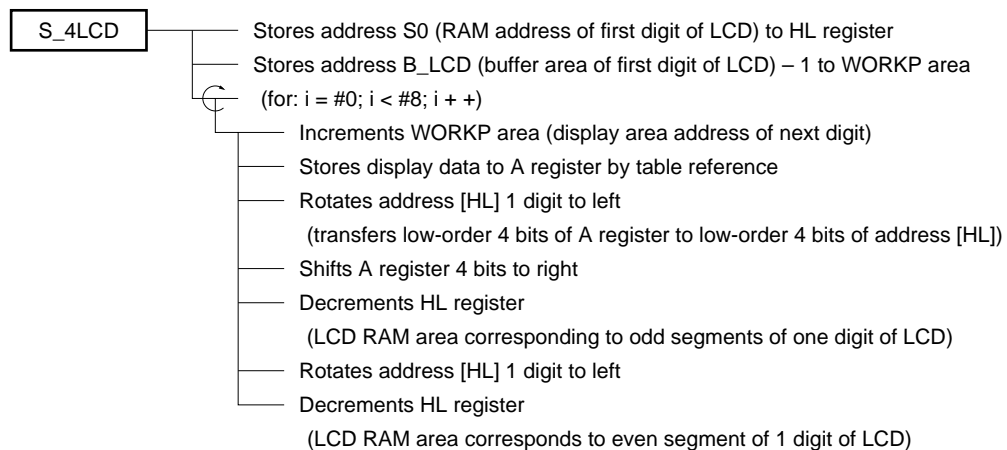 S_4LCD
Stores address S0 (RAM address of first digit of LCD) to HL register
Stores address B_LCD (buffer area of first digit of LCD) – 1 to WORKP area
(for: i = #0; i < #8; i + +)
Increments WORKP area (display area address of next digit)
Stores display data to A register by table reference
Rotates address [HL] 1 digit to left
(transfers low-order 4 bits of A register to low-order 4 bits of address [HL])
Shifts A register 4 bits to right
Decrements HL register
(LCD RAM area corresponding to odd segments of one digit of LCD)
Rotates address [HL] 1 digit to left
Decrements HL register
(LCD RAM area corresponds to even segment of 1 digit of LCD)